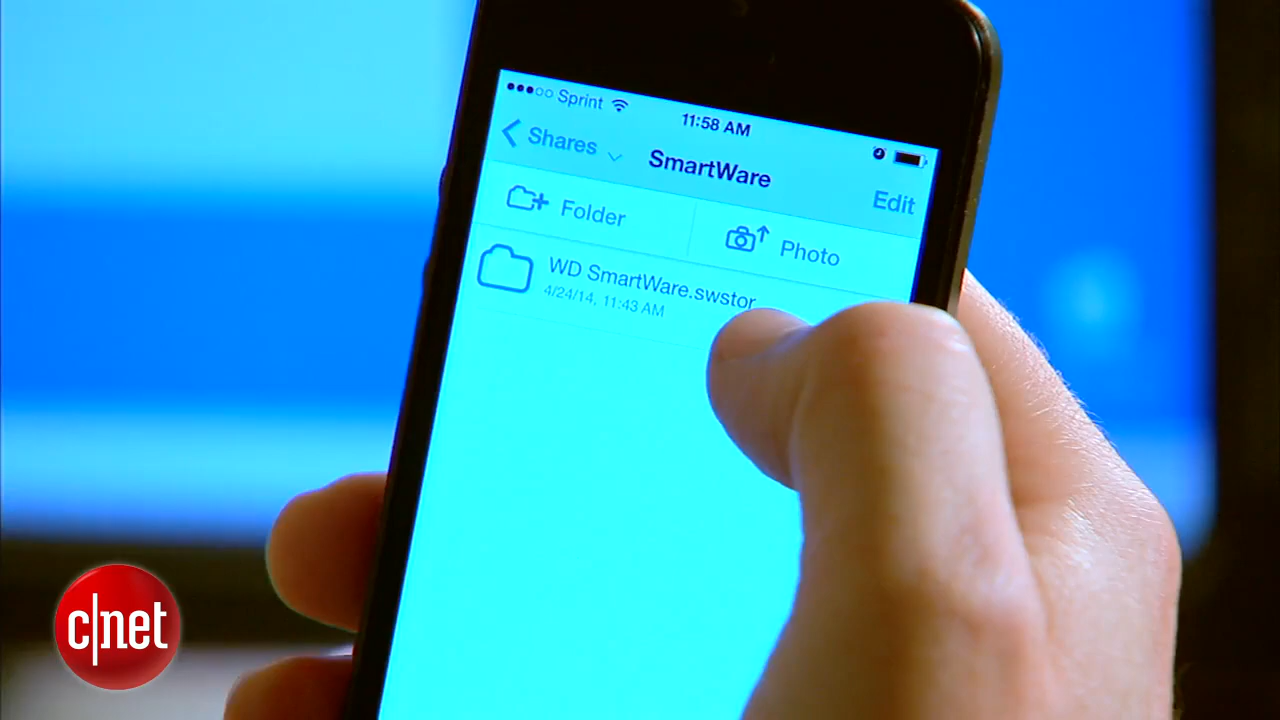 Sprint
11:58 AM
Shares
SmartWare
Edit
Folder
Photo
WD SmartWare.swstor
4/24/14, 11:43 AM
c|net